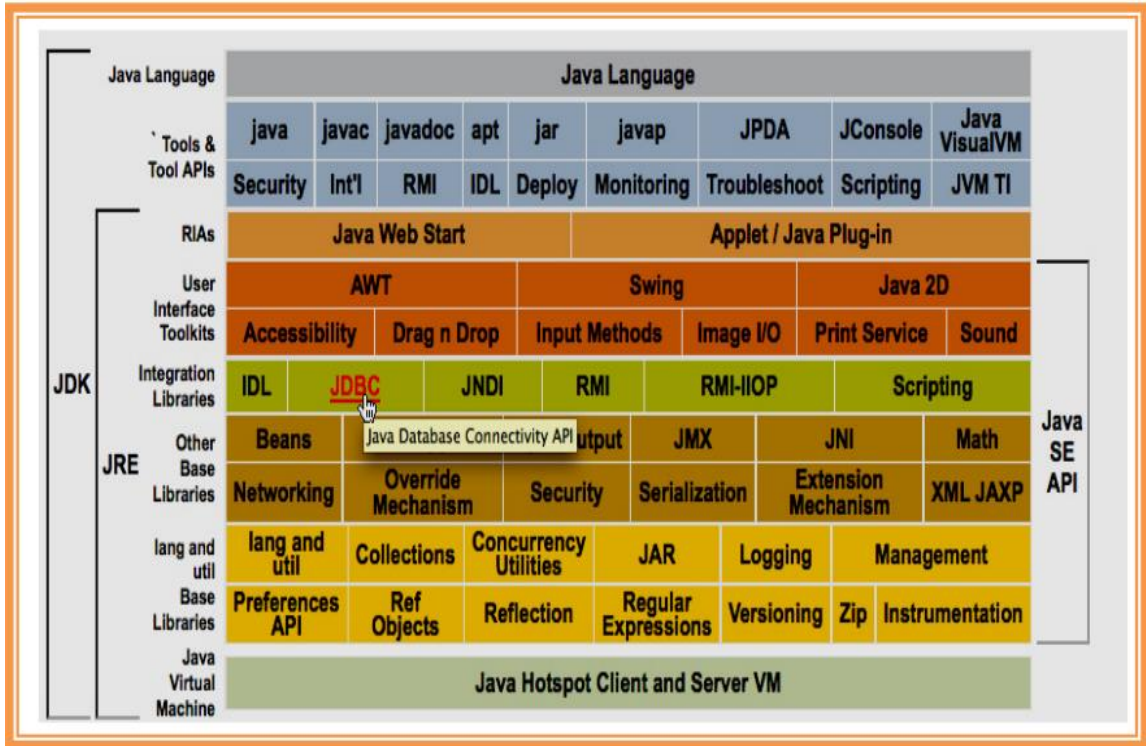 Java Language Java Language
` Tools & Tool APIs
java javac javadoc apt jar javap JPDA JConsole Java VisualVM
Security Int'l RMI IDL Deploy Monitoring Troubleshoot Scripting JVM TI
RIAs Java Web Start Applet / Java Plug-in
User Interface Toolkits
AWT Swing Java 2D
Accessibility Drag n Drop Input Methods Image I/O Print Service Sound
JDK
Integration Libraries
IDL JDBC JNDI RMI RMI-IIOP Scripting
Java Database Connectivity API
JRE
Other Base Libraries
Beans utput JMX JNI Math
Networking Override Mechanism Security Serialization Extension Mechanism XML JAXP
Java SE API
lang and util Base Libraries
lang and util Collections Concurrency Utilities JAR Logging Management
Preferences API Ref Objects Reflection Regular Expressions Versioning Zip Instrumentation
Java Virtual Machine
Java Hotspot Client and Server VM